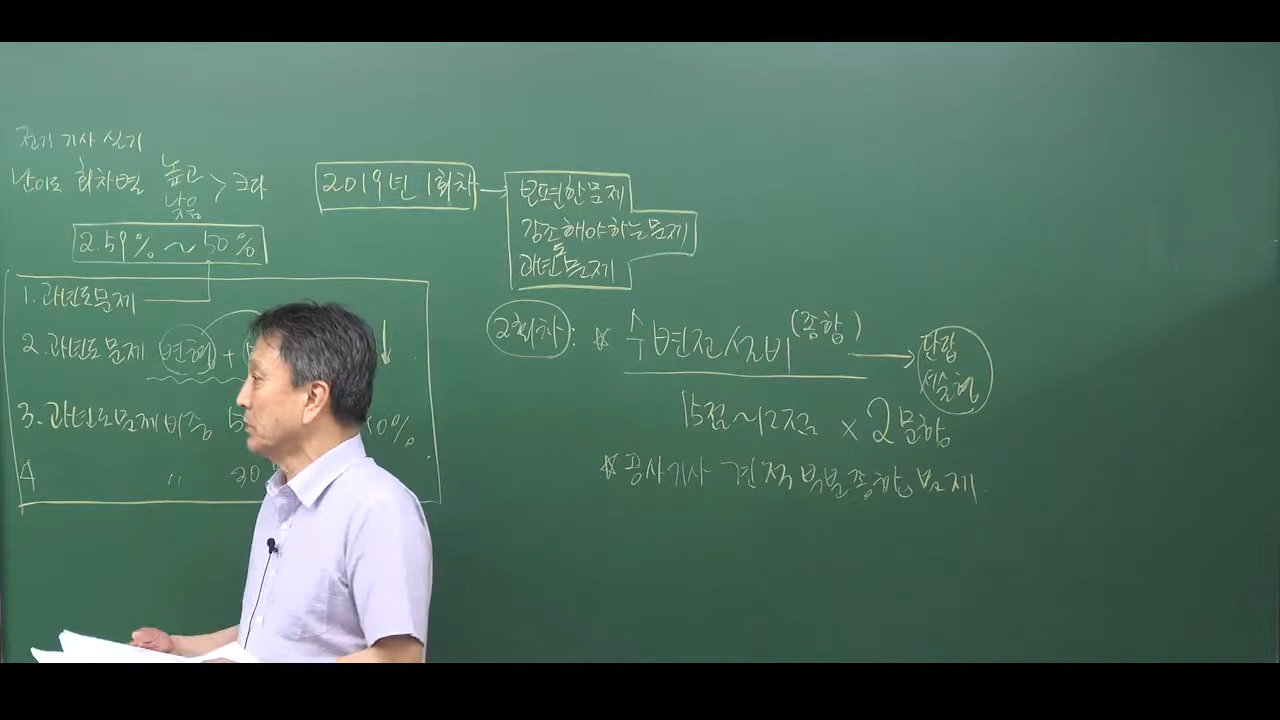 전기 기사 실기
난이도 회차별 높고 낮음 > 크다
2.59% ~ 50%
1. 과년도문제
2. 과년도 문제 변형 +
3. 과년도문제 비중 10%
4 〃
2019년 1회차
보편한문제
강조해야하는문제
과년도문제
2회차 : ☆ 수변전설비 (종합) → 단답 서술형
15점~12점 × 2문항
☆ 공사기사 견적 부분 종합문제